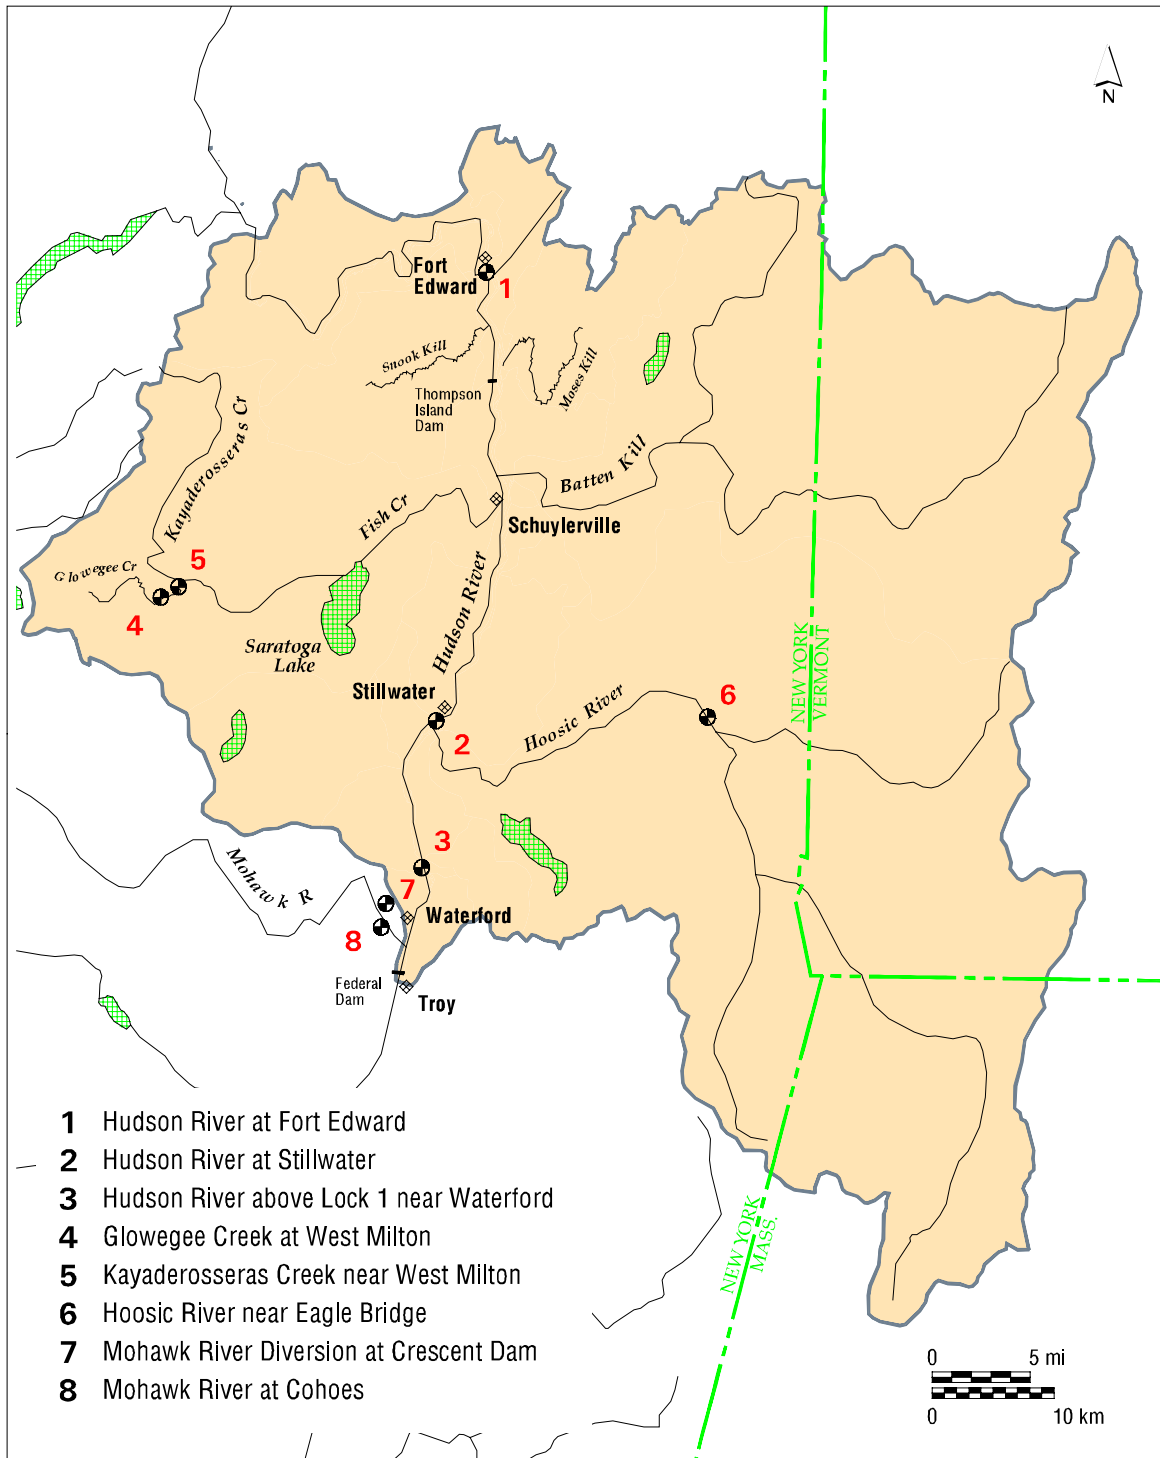 N
Fort
Edward
1
Snook Kill
Moses Kill
Thompson
Island
Dam
Kayaderosseras Cr
Batten Kill
Fish Cr
Schuylerville
5
Glowegee Cr
4
Hudson River
Saratoga
Lake
NEW YORK
VERMONT
Stillwater
6
2
Hoosic River
3
Mohawk R
7
Waterford
8
Federal
Dam
Troy
1 Hudson River at Fort Edward
2 Hudson River at Stillwater
3 Hudson River above Lock 1 near Waterford
4 Glowegee Creek at West Milton
5 Kayaderosseras Creek near West Milton
6 Hoosic River near Eagle Bridge
7 Mohawk River Diversion at Crescent Dam
8 Mohawk River at Cohoes
NEW YORK
MASS.
0 5 mi
0 10 km